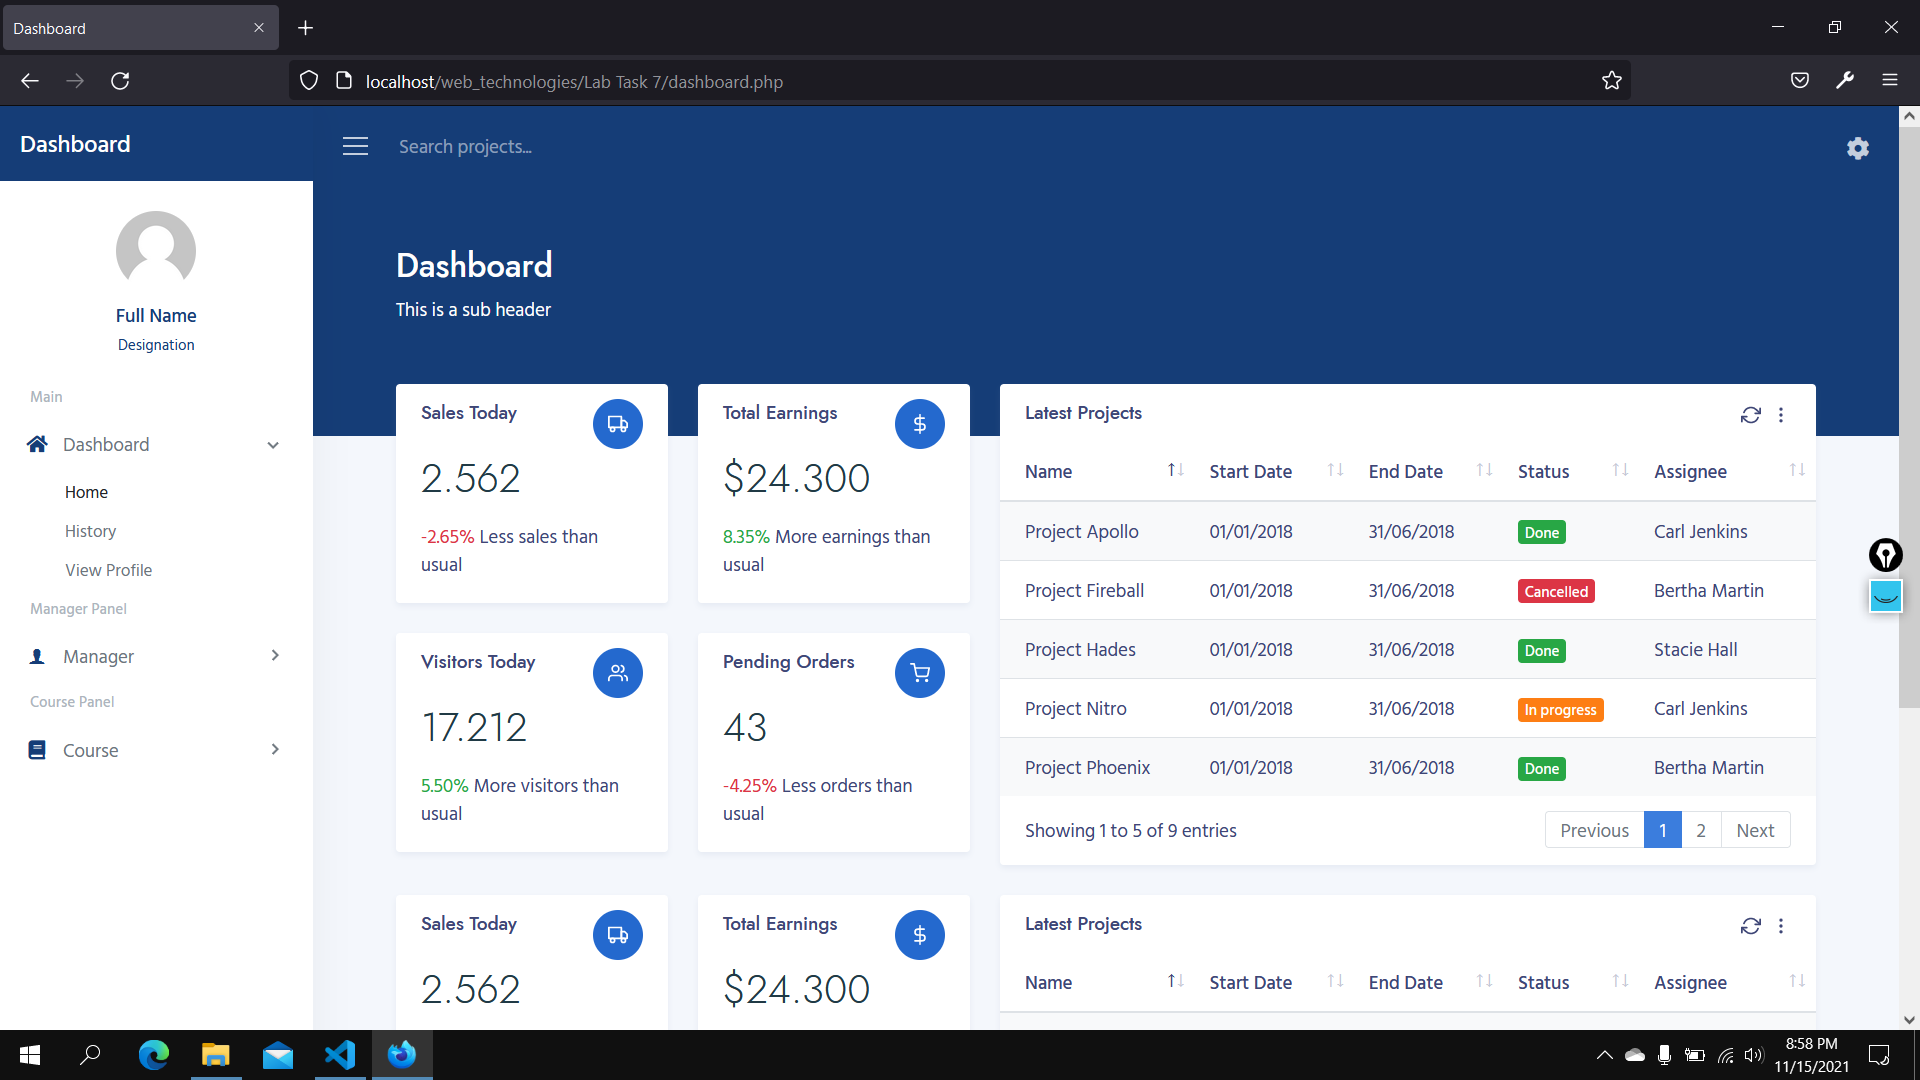 Dashboard
localhost/web_technologies/Lab Task 7/dashboard.php
Dashboard
Search projects...
Full Name
Designation
Main
Dashboard
Home
History
View Profile
Manager Panel
Manager
Course Panel
Course
Dashboard
This is a sub header
Sales Today
2.562
-2.65% Less sales than
usual
Total Earnings
$24.300
8.35% More earnings than
usual
Visitors Today
17.212
5.50% More visitors than
usual
Pending Orders
43
-4.25% Less orders than
usual
Latest Projects
Name Start Date End Date Status Assignee
Project Apollo 01/01/2018 31/06/2018 Done Carl Jenkins
Project Fireball 01/01/2018 31/06/2018 Cancelled Bertha Martin
Project Hades 01/01/2018 31/06/2018 Done Stacie Hall
Project Nitro 01/01/2018 31/06/2018 In progress Carl Jenkins
Project Phoenix 01/01/2018 31/06/2018 Done Bertha Martin
Showing 1 to 5 of 9 entries Previous 1 2 Next
Sales Today
2.562
Total Earnings
$24.300
Latest Projects
Name Start Date End Date Status Assignee
8:58 PM
11/15/2021